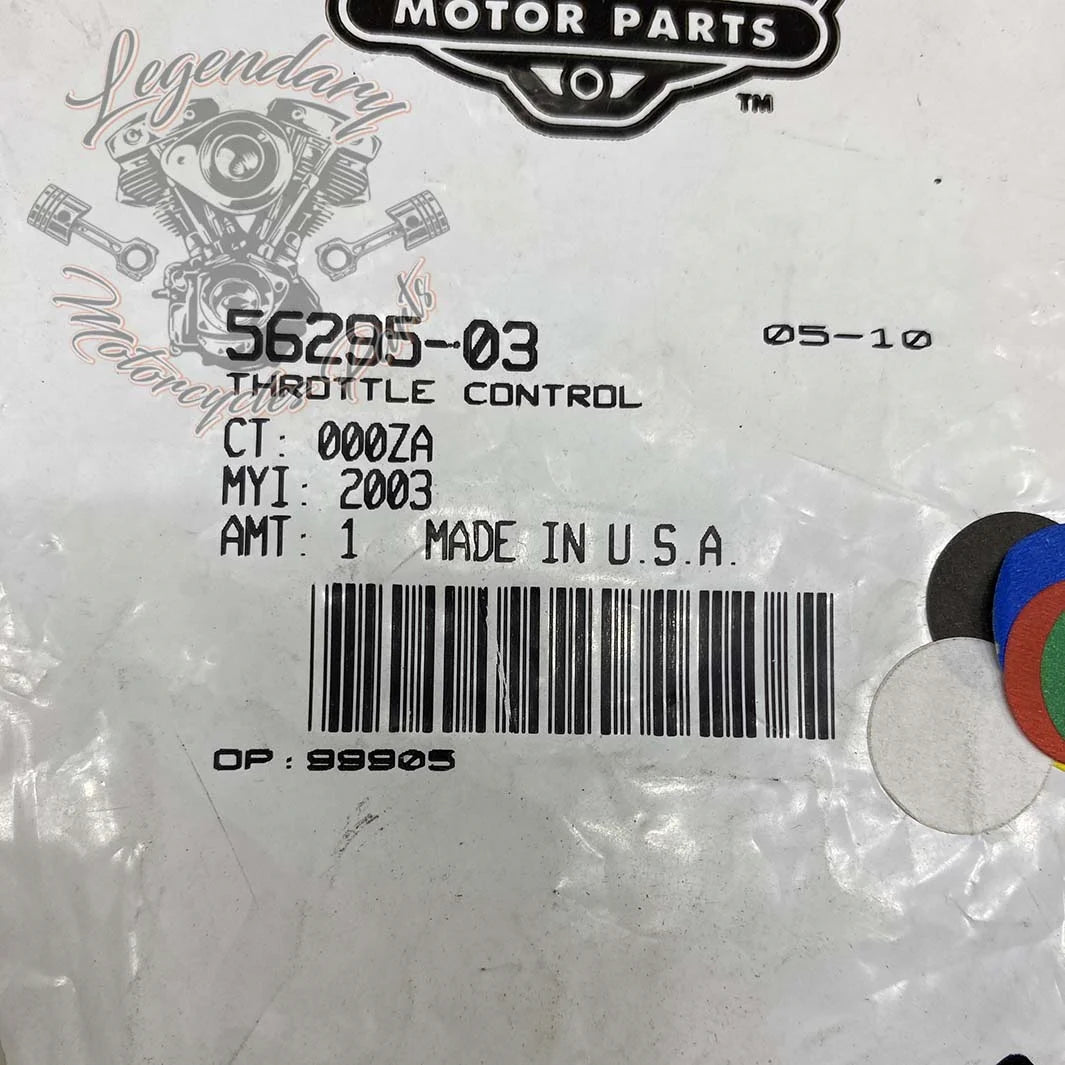 MOTOR PARTS
TM
Legendary
Motorcycles Parts
56295-03 05-10
THROTTLE CONTROL
CT: 000ZA
MYI: 2003
AMT: 1 MADE IN U.S.A.
OP: 99905